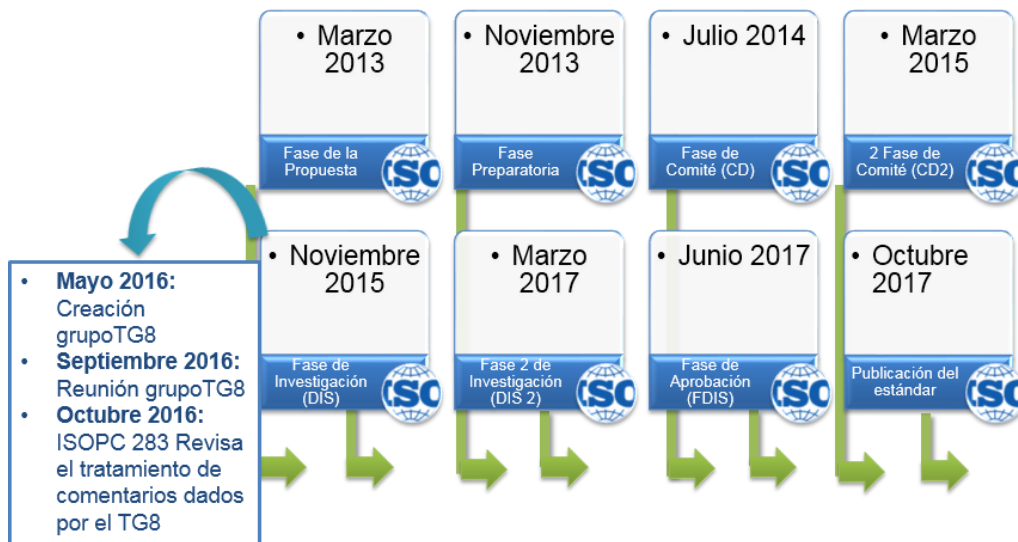 • Marzo
2013
Fase de la
Propuesta
ISO
• Noviembre
2013
Fase
Preparatoria
ISO
• Julio 2014
Fase de
Comité (CD)
ISO
• Marzo
2015
2 Fase de
Comité (CD2)
ISO
• Noviembre
2015
Fase de
Investigación
(DIS)
ISO
• Marzo
2017
Fase 2 de
Investigación
(DIS 2)
ISO
• Junio 2017
Fase de
Aprobación
(FDIS)
ISO
• Octubre
2017
Publicación del
estándar
ISO
• Mayo 2016:
Creación
grupoTG8
• Septiembre 2016:
Reunión grupoTG8
• Octubre 2016:
ISOPC 283 Revisa
el tratamiento de
comentarios dados
por el TG8